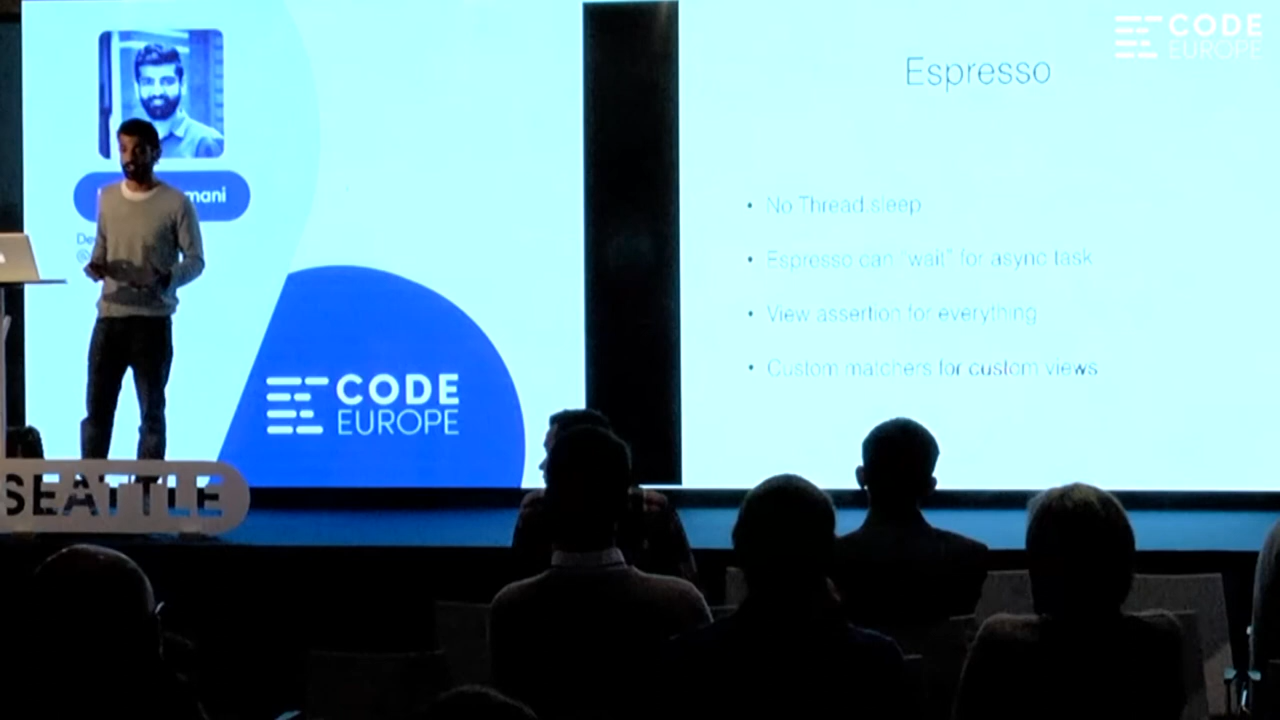 mani
SEATTLE
CODE
EUROPE
Espresso
• No Thread.sleep
• Espresso can "wait" for async task
• View assertion for everything
• Custom matchers for custom views
CODE
EUROPE